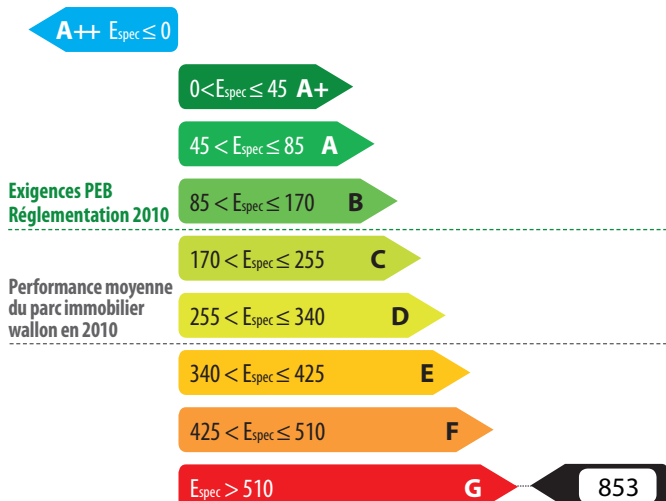 A++ Espec ≤ 0
0 < Espec ≤ 45 A+
45 < Espec ≤ 85 A
Exigences PEB
Réglementation 2010
85 < Espec ≤ 170 B
170 < Espec ≤ 255 C
Performance moyenne
du parc immobilier
wallon en 2010
255 < Espec ≤ 340 D
340 < Espec ≤ 425 E
425 < Espec ≤ 510 F
Espec > 510 G 853